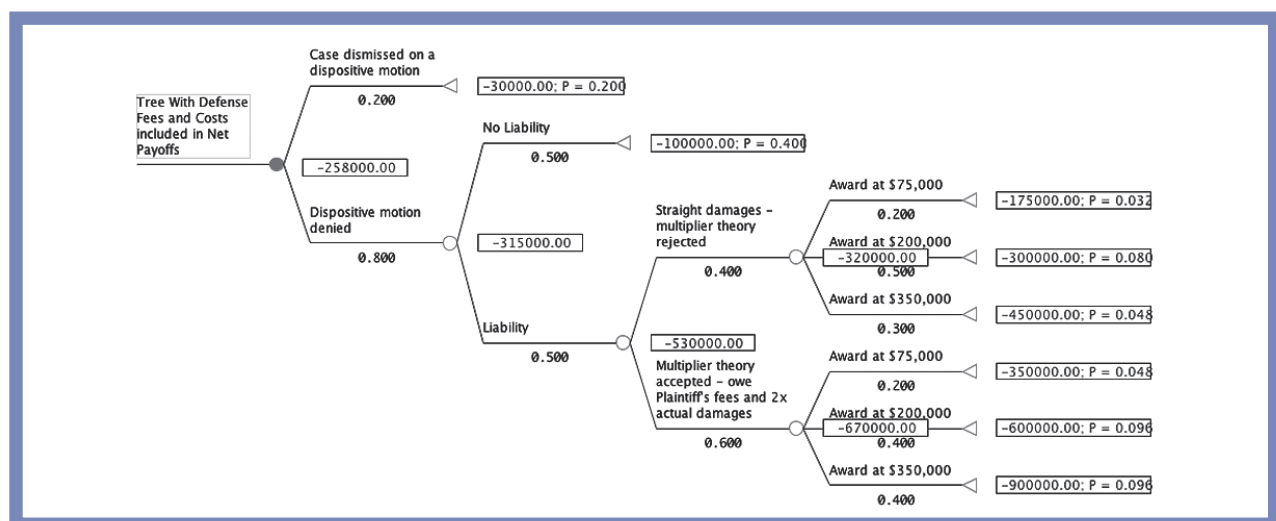 Case dismissed on a
dispositive motion
-30000.00; P = 0.200
0.200
Tree With Defense
Fees and Costs
included in Net
Payoffs
-258000.00
No Liability
-100000.00; P = 0.400
0.500
Dispositive motion
denied
-315000.00
0.800
Straight damages -
multiplier theory
rejected
0.400
Award at $75,000
-175000.00; P = 0.032
0.200
Award at $200,000
-320000.00
-300000.00; P = 0.080
0.500
Award at $350,000
-450000.00; P = 0.048
0.300
Liability
0.500
-530000.00
Multiplier theory
accepted - owe
Plaintiff's fees and 2x
actual damages
0.600
Award at $75,000
-350000.00; P = 0.048
0.200
Award at $200,000
-670000.00
-600000.00; P = 0.096
0.400
Award at $350,000
-900000.00; P = 0.096
0.400